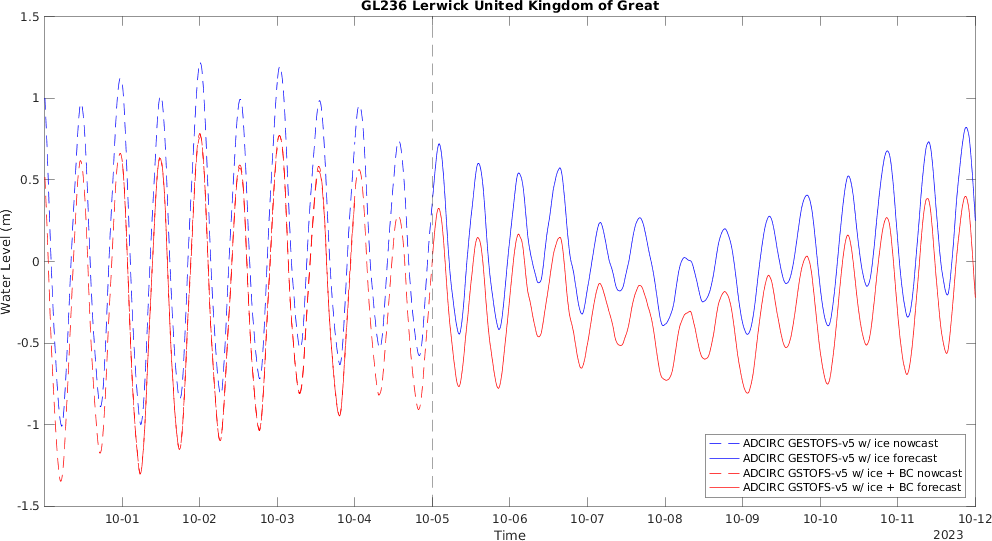 GL236 Lerwick United Kingdom of Great
1.5
1
0.5
0
-0.5
-1
-1.5
Water Level (m)
10-01 10-02 10-03 10-04 10-05 10-06 10-07 10-08 10-09 10-10 10-11 10-12
Time
2023
ADCIRC GESTOFS-v5 w/ ice nowcast
ADCIRC GESTOFS-v5 w/ ice forecast
ADCIRC GSTOFS-v5 w/ ice + BC nowcast
ADCIRC GSTOFS-v5 w/ ice + BC forecast